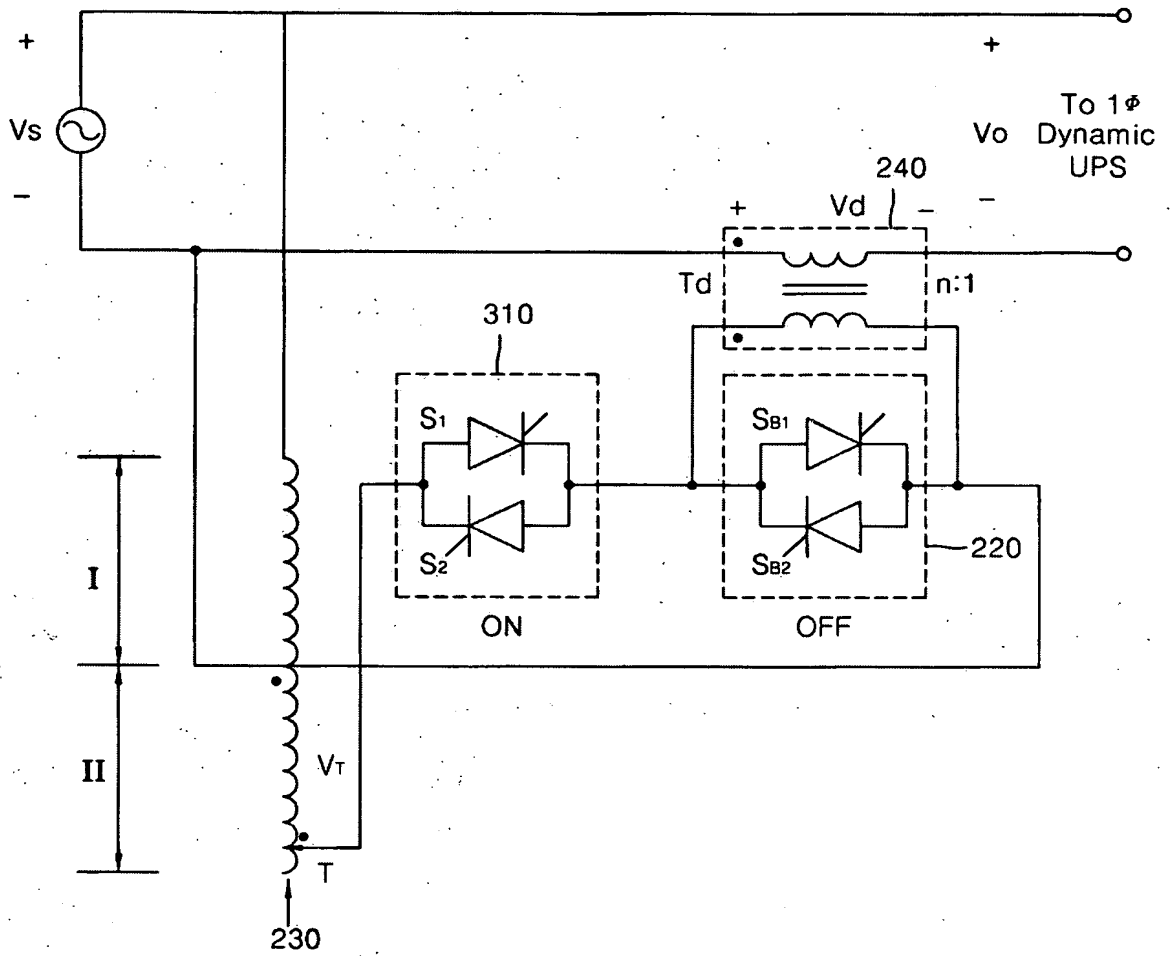 +
Vs
−
+
Vo
−
To 1Φ
Dynamic
UPS
240
+ Vd −
Td
n:1
310
S1
S2
ON
SB1
SB2
OFF
220
I
II
VT
T
230